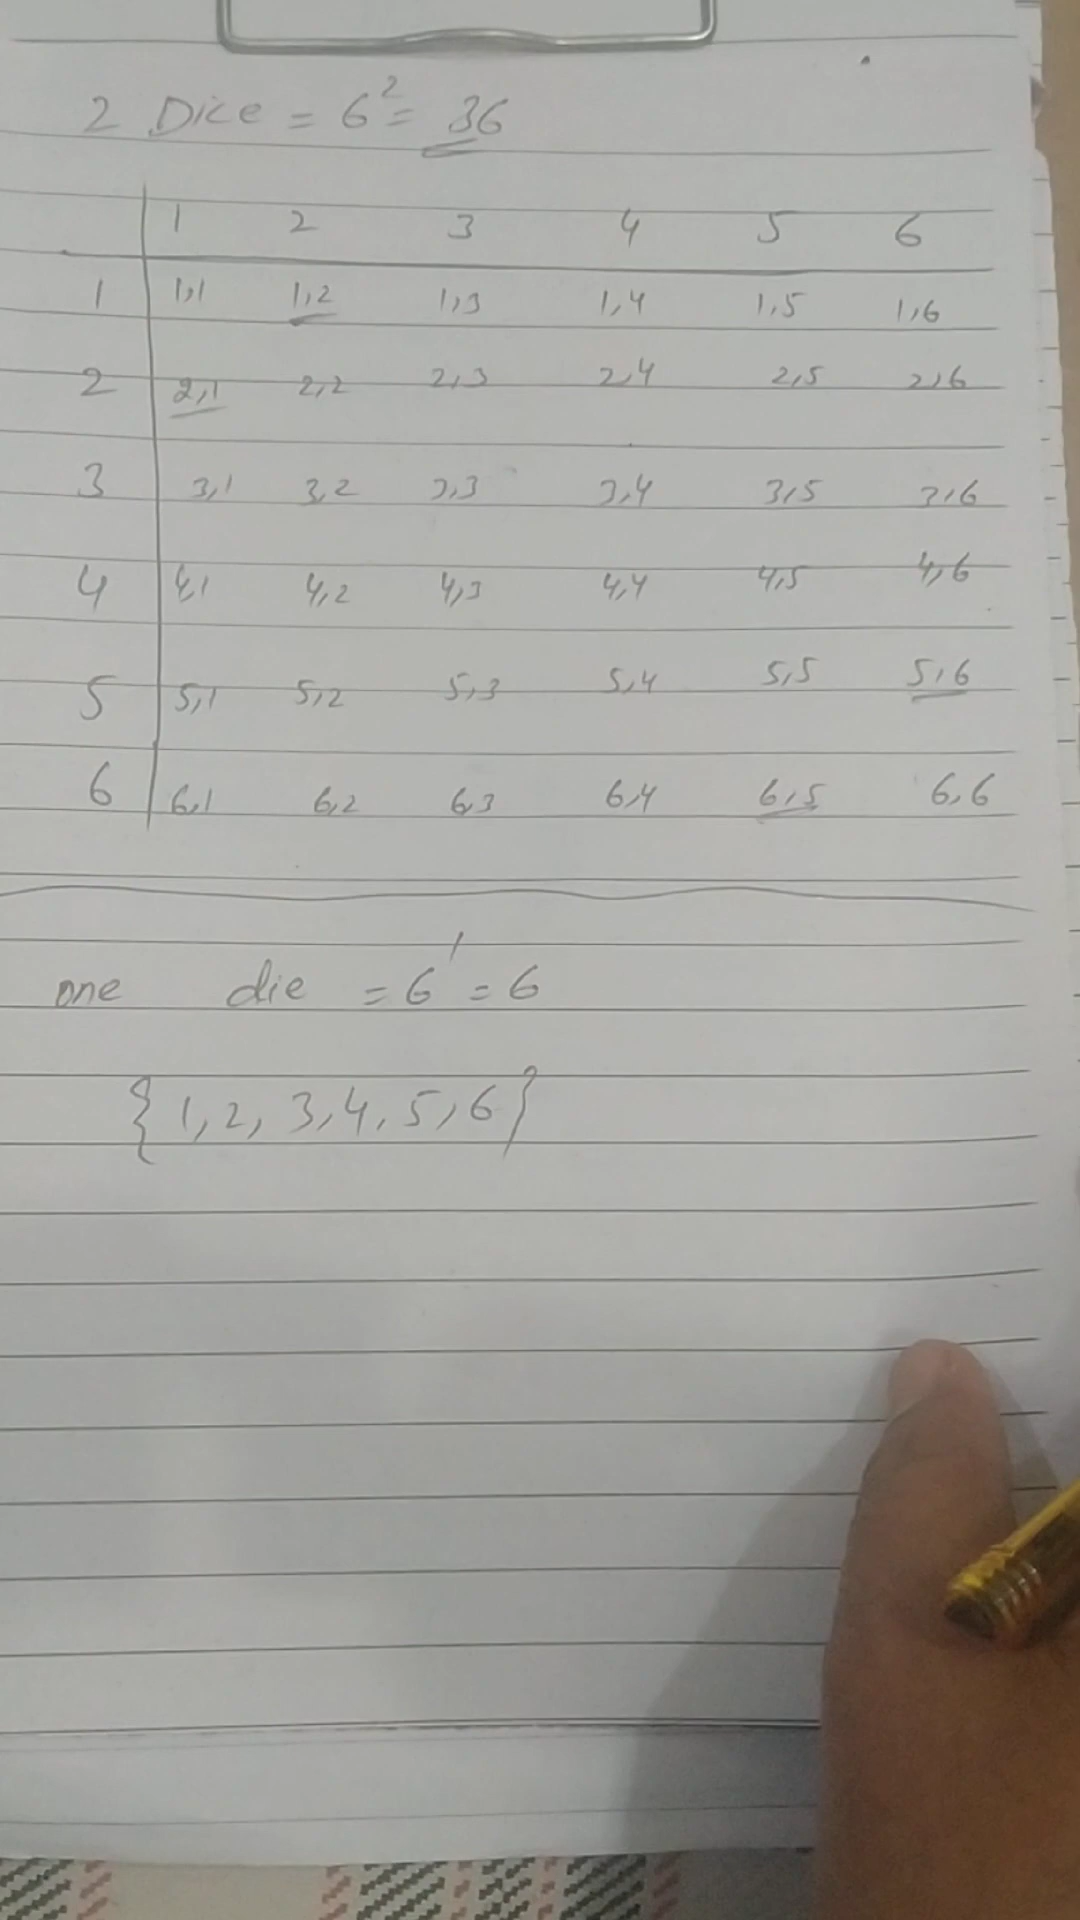 2 Dice = 6² = 36
1 2 3 4 5 6
1 1,1 1,2 1,3 1,4 1,5 1,6
2 2,1 2,2 2,3 2,4 2,5 2,6
3 3,1 3,2 3,3 3,4 3,5 3,6
4 4,1 4,2 4,3 4,4 4,5 4,6
5 5,1 5,2 5,3 5,4 5,5 5,6
6 6,1 6,2 6,3 6,4 6,5 6,6
one die = 6¹ = 6
{1,2,3,4,5,6}